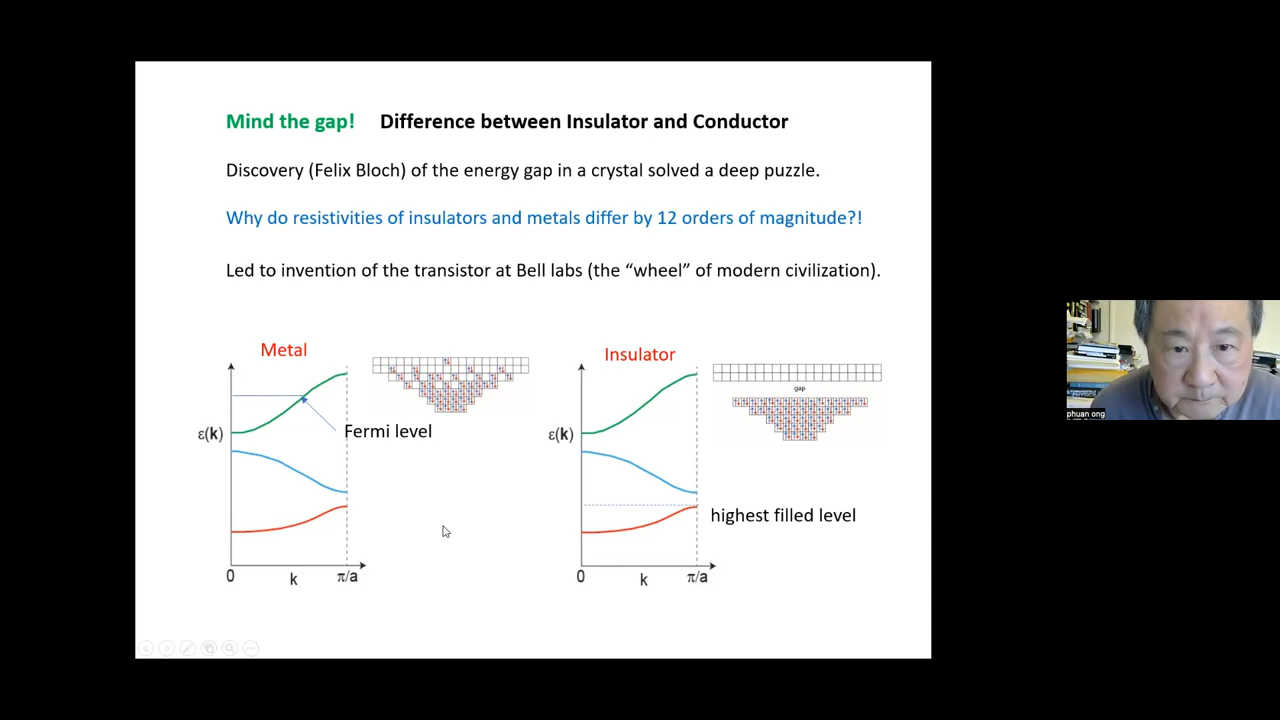 Mind the gap! Difference between Insulator and Conductor
Discovery (Felix Bloch) of the energy gap in a crystal solved a deep puzzle.
Why do resistivities of insulators and metals differ by 12 orders of magnitude?!
Led to invention of the transistor at Bell labs (the “wheel” of modern civilization).
Metal
ε(k)
Fermi level
0
k
π/a
Insulator
gap
ε(k)
highest filled level
0
k
π/a
phuan ong